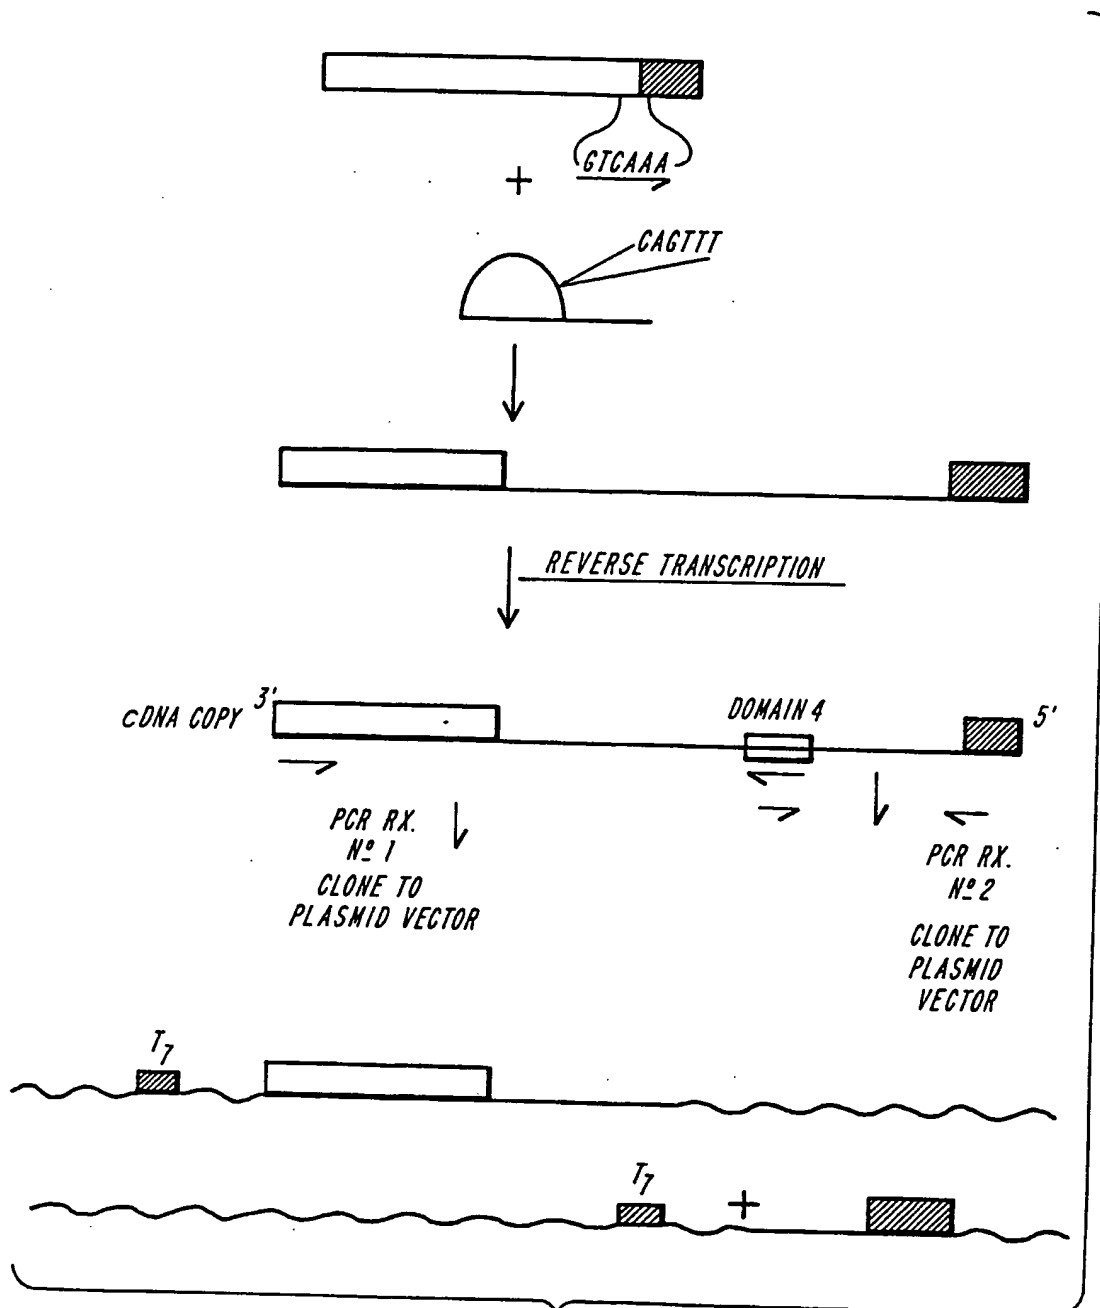 GTCAAA
+
CAGTTT
REVERSE TRANSCRIPTION
cDNA COPY 3'
DOMAIN 4
5'
PCR RX.
Nº 1
CLONE TO
PLASMID VECTOR
PCR RX.
Nº 2
CLONE TO
PLASMID
VECTOR
T7
T7
+